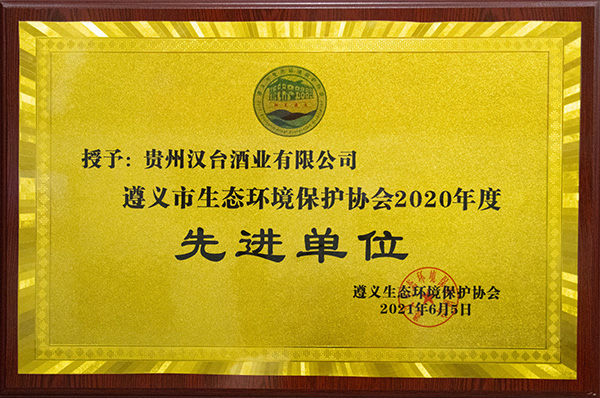 授予：贵州汉台酒业有限公司
遵义市生态环境保护协会2020年度
先进单位
遵义生态环境保护协会
2021年6月5日